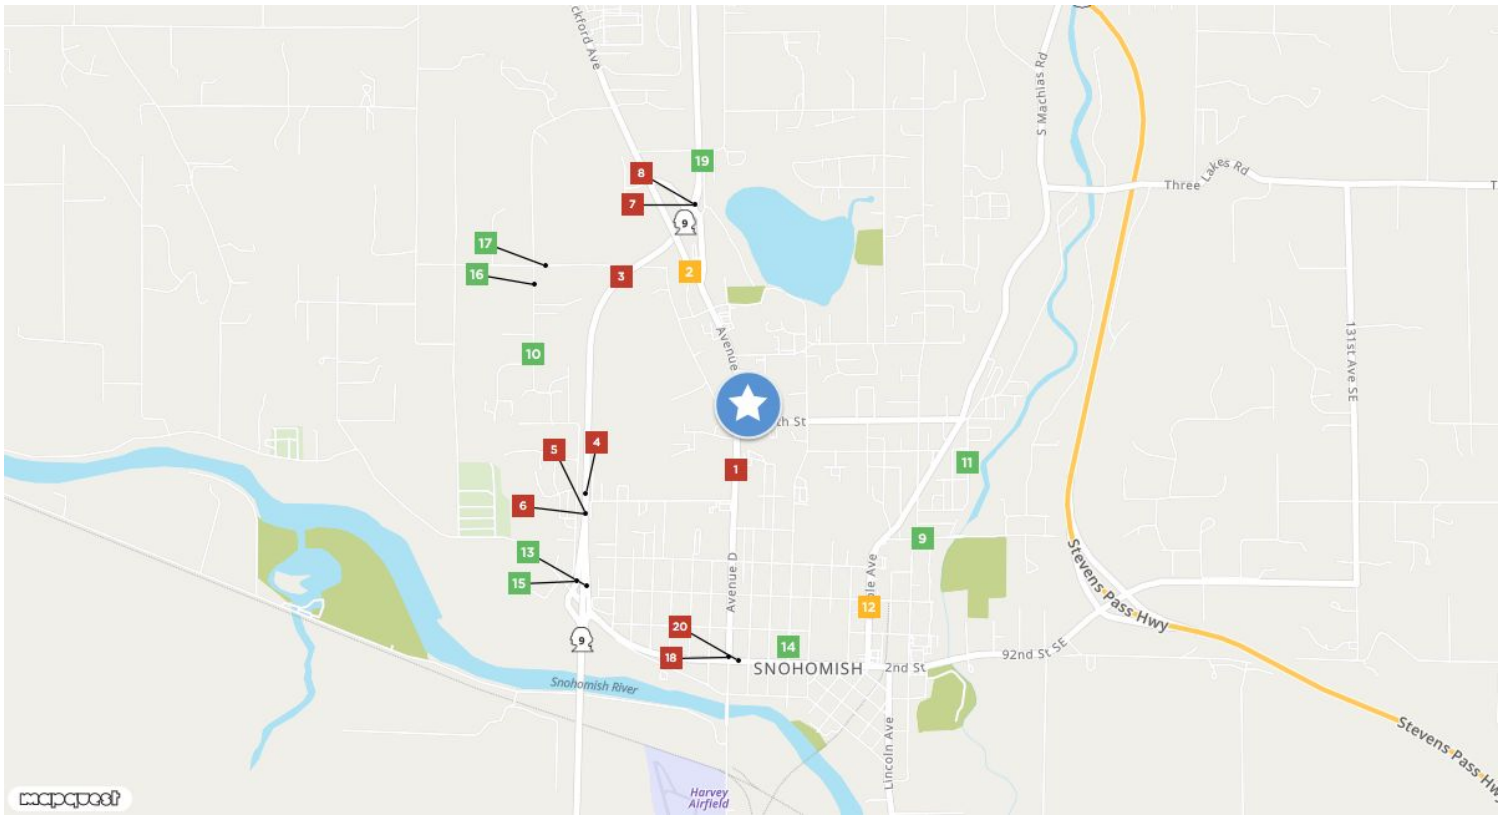 ckford Ave
S Machias Rd
8
19
Three Lakes Rd
T
7
9
17
16
3
2
Avenue
131st Ave SE
10
th St
4
5
1
11
6
9
13
Avenue D
ple Ave
Stevens Pass Hwy
15
12
20
9
14
18
SNOHOMISH
2nd St
92nd St SE
Snohomish River
Lincoln Ave
Stevens Pass Hwy
Harvey
Airfield
mapquest